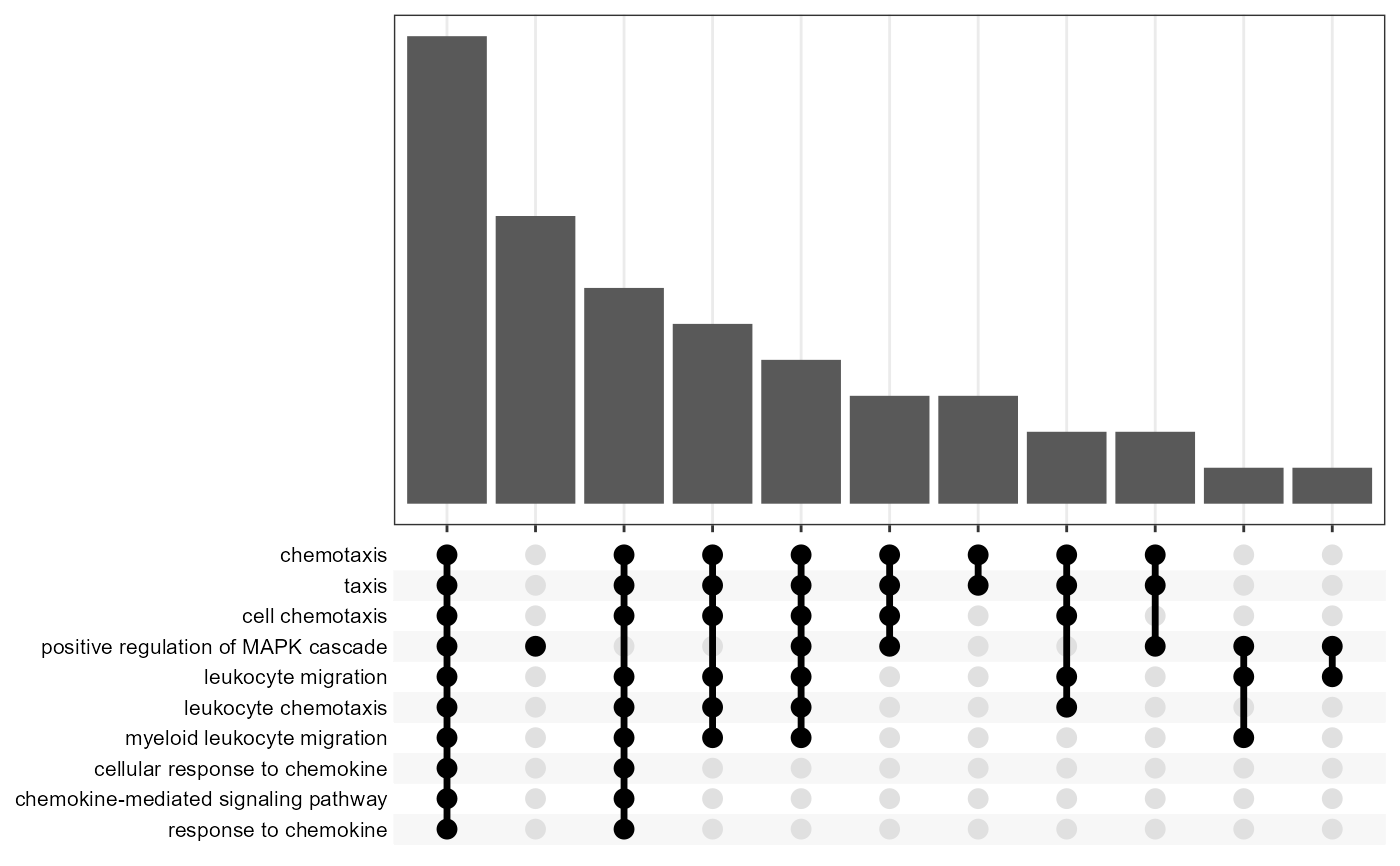 chemotaxis
taxis
cell chemotaxis
positive regulation of MAPK cascade
leukocyte migration
leukocyte chemotaxis
myeloid leukocyte migration
cellular response to chemokine
chemokine-mediated signaling pathway
response to chemokine